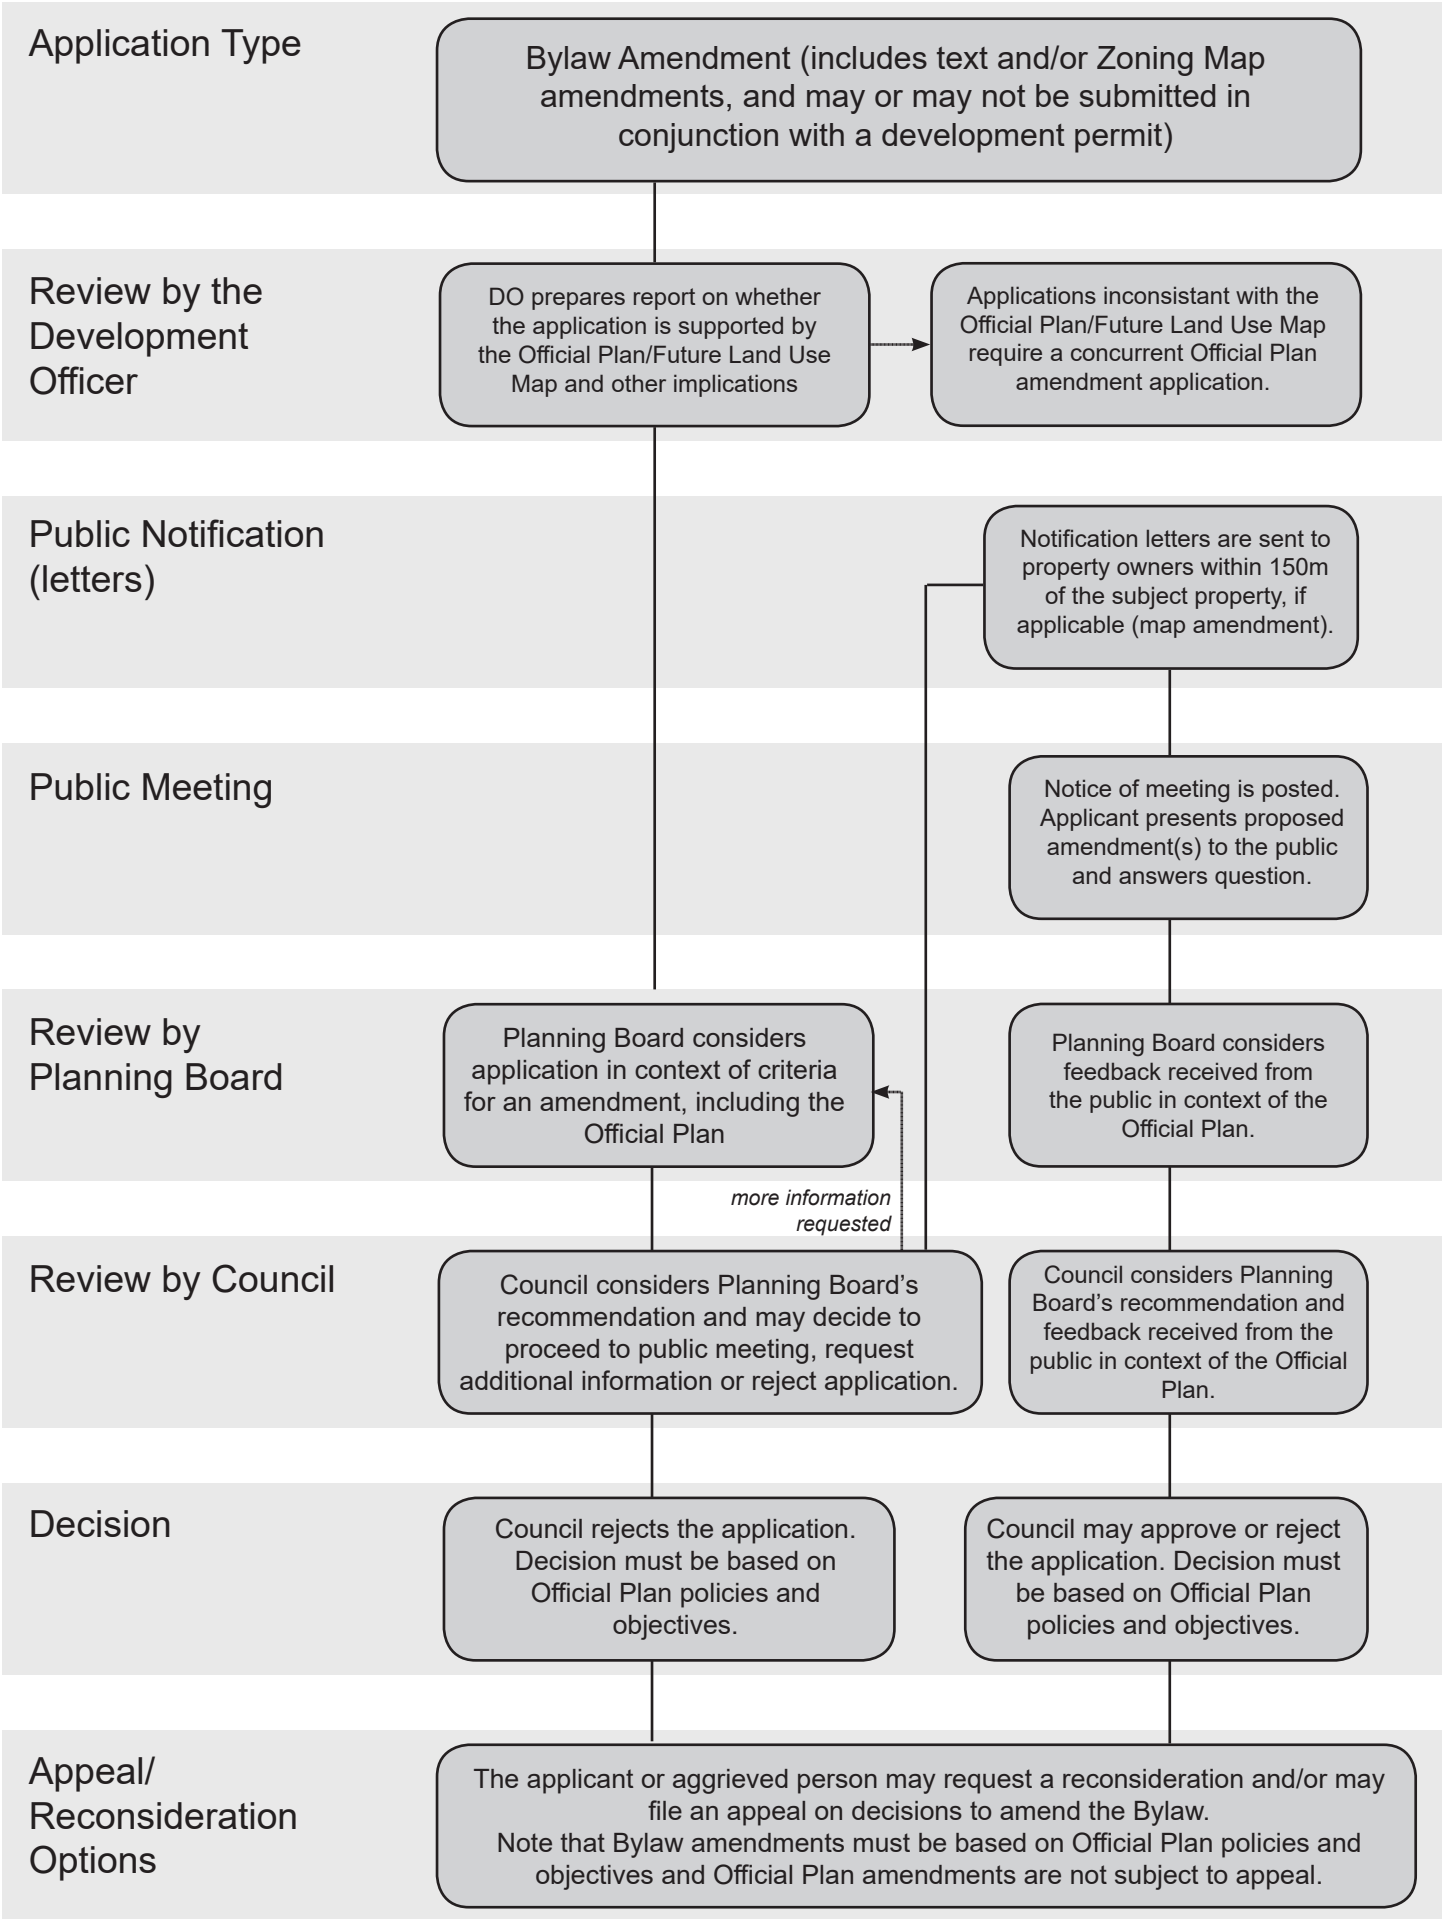 Application Type
Bylaw Amendment (includes text and/or Zoning Map
amendments, and may or may not be submitted in
conjunction with a development permit)
Review by the
Development
Officer
DO prepares report on whether
the application is supported by
the Official Plan/Future Land Use
Map and other implications
Applications inconsistant with the
Official Plan/Future Land Use Map
require a concurrent Official Plan
amendment application.
Public Notification
(letters)
Notification letters are sent to
property owners within 150m
of the subject property, if
applicable (map amendment).
Public Meeting
Notice of meeting is posted.
Applicant presents proposed
amendment(s) to the public
and answers question.
Review by
Planning Board
Planning Board considers
application in context of criteria
for an amendment, including the
Official Plan
Planning Board considers
feedback received from
the public in context of the
Official Plan.
more information
requested
Review by Council
Council considers Planning Board's
recommendation and may decide to
proceed to public meeting, request
additional information or reject application.
Council considers Planning
Board's recommendation and
feedback received from the
public in context of the Official
Plan.
Decision
Council rejects the application.
Decision must be based on
Official Plan policies and
objectives.
Council may approve or reject
the application. Decision must
be based on Official Plan
policies and objectives.
Appeal/
Reconsideration
Options
The applicant or aggrieved person may request a reconsideration and/or may
file an appeal on decisions to amend the Bylaw.
Note that Bylaw amendments must be based on Official Plan policies and
objectives and Official Plan amendments are not subject to appeal.